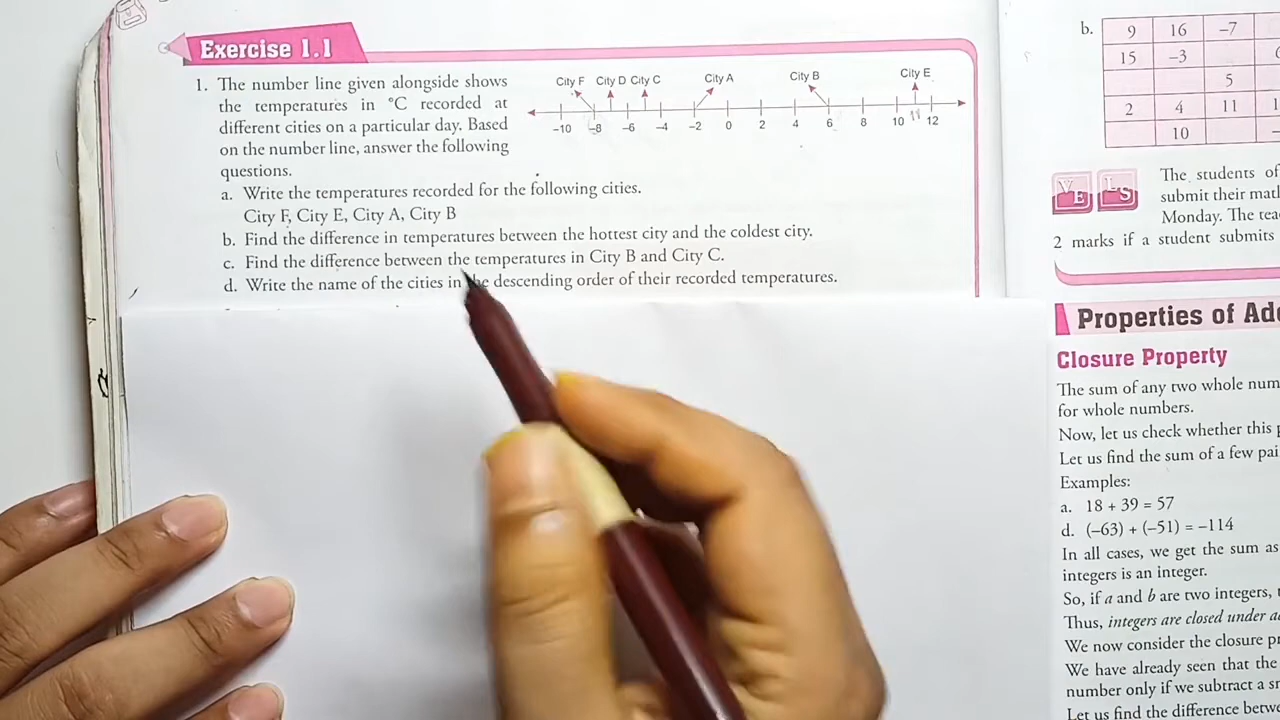 Exercise 1.1
1. The number line given alongside shows
the temperatures in °C recorded at
different cities on a particular day. Based
on the number line, answer the following
questions.
City F City D City C City A City B City E
-10 -8 -6 -4 -2 0 2 4 6 8 10 11 12
a. Write the temperatures recorded for the following cities.
City F, City E, City A, City B
b. Find the difference in temperatures between the hottest city and the coldest city.
c. Find the difference between the temperatures in City B and City C.
d. Write the name of the cities in the descending order of their recorded temperatures.
b. 9 16 -7
15 -3
5
2 4 11 1
10 -
VELS
The students of
submit their mat
Monday. The tea
2 marks if a student submits
Properties of Ad
Closure Property
The sum of any two whole num
for whole numbers.
Now, let us check whether this p
Let us find the sum of a few pai
Examples:
a. 18 + 39 = 57
d. (-63) + (-51) = -114
In all cases, we get the sum as
integers is an integer.
So, if a and b are two integers,
Thus, integers are closed under a
We now consider the closure p
We have already seen that the
number only if we subtract a s
Let us find the difference betw